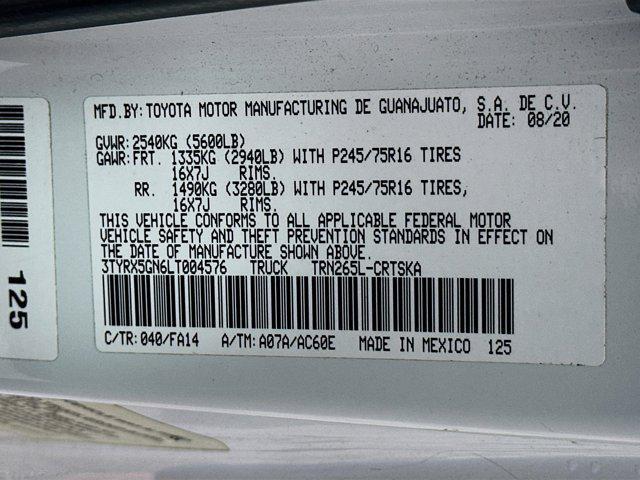 MFD.BY:TOYOTA MOTOR MANUFACTURING DE GUANAJUATO, S.A. DE C.V.
DATE: 08/20
GVWR:2540KG (5600LB)
GAWR:FRT. 1335KG (2940LB) WITH P245/75R16 TIRES
16X7J RIMS.
RR. 1490KG (3280LB) WITH P245/75R16 TIRES,
16X7J RIMS.
THIS VEHICLE CONFORMS TO ALL APPLICABLE FEDERAL MOTOR
VEHICLE SAFETY AND THEFT PREVENTION STANDARDS IN EFFECT ON
THE DATE OF MANUFACTURE SHOWN ABOVE.
3TYRX5GN6LT004576 TRUCK TRN265L-CRTSKA
C/TR:040/FA14 A/TM:A07A/AC60E MADE IN MEXICO 125
125